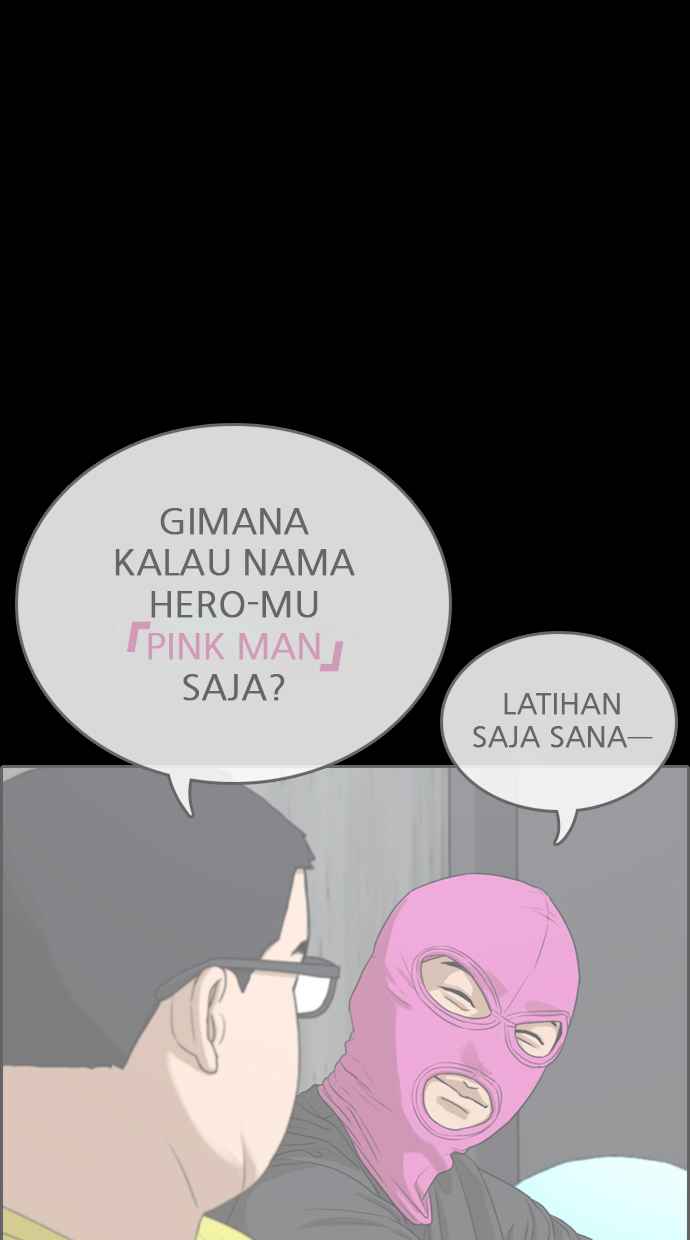 GIMANA
KALAU NAMA
HERO-MU
「PINK MAN」
SAJA?
LATIHAN
SAJA SANA—